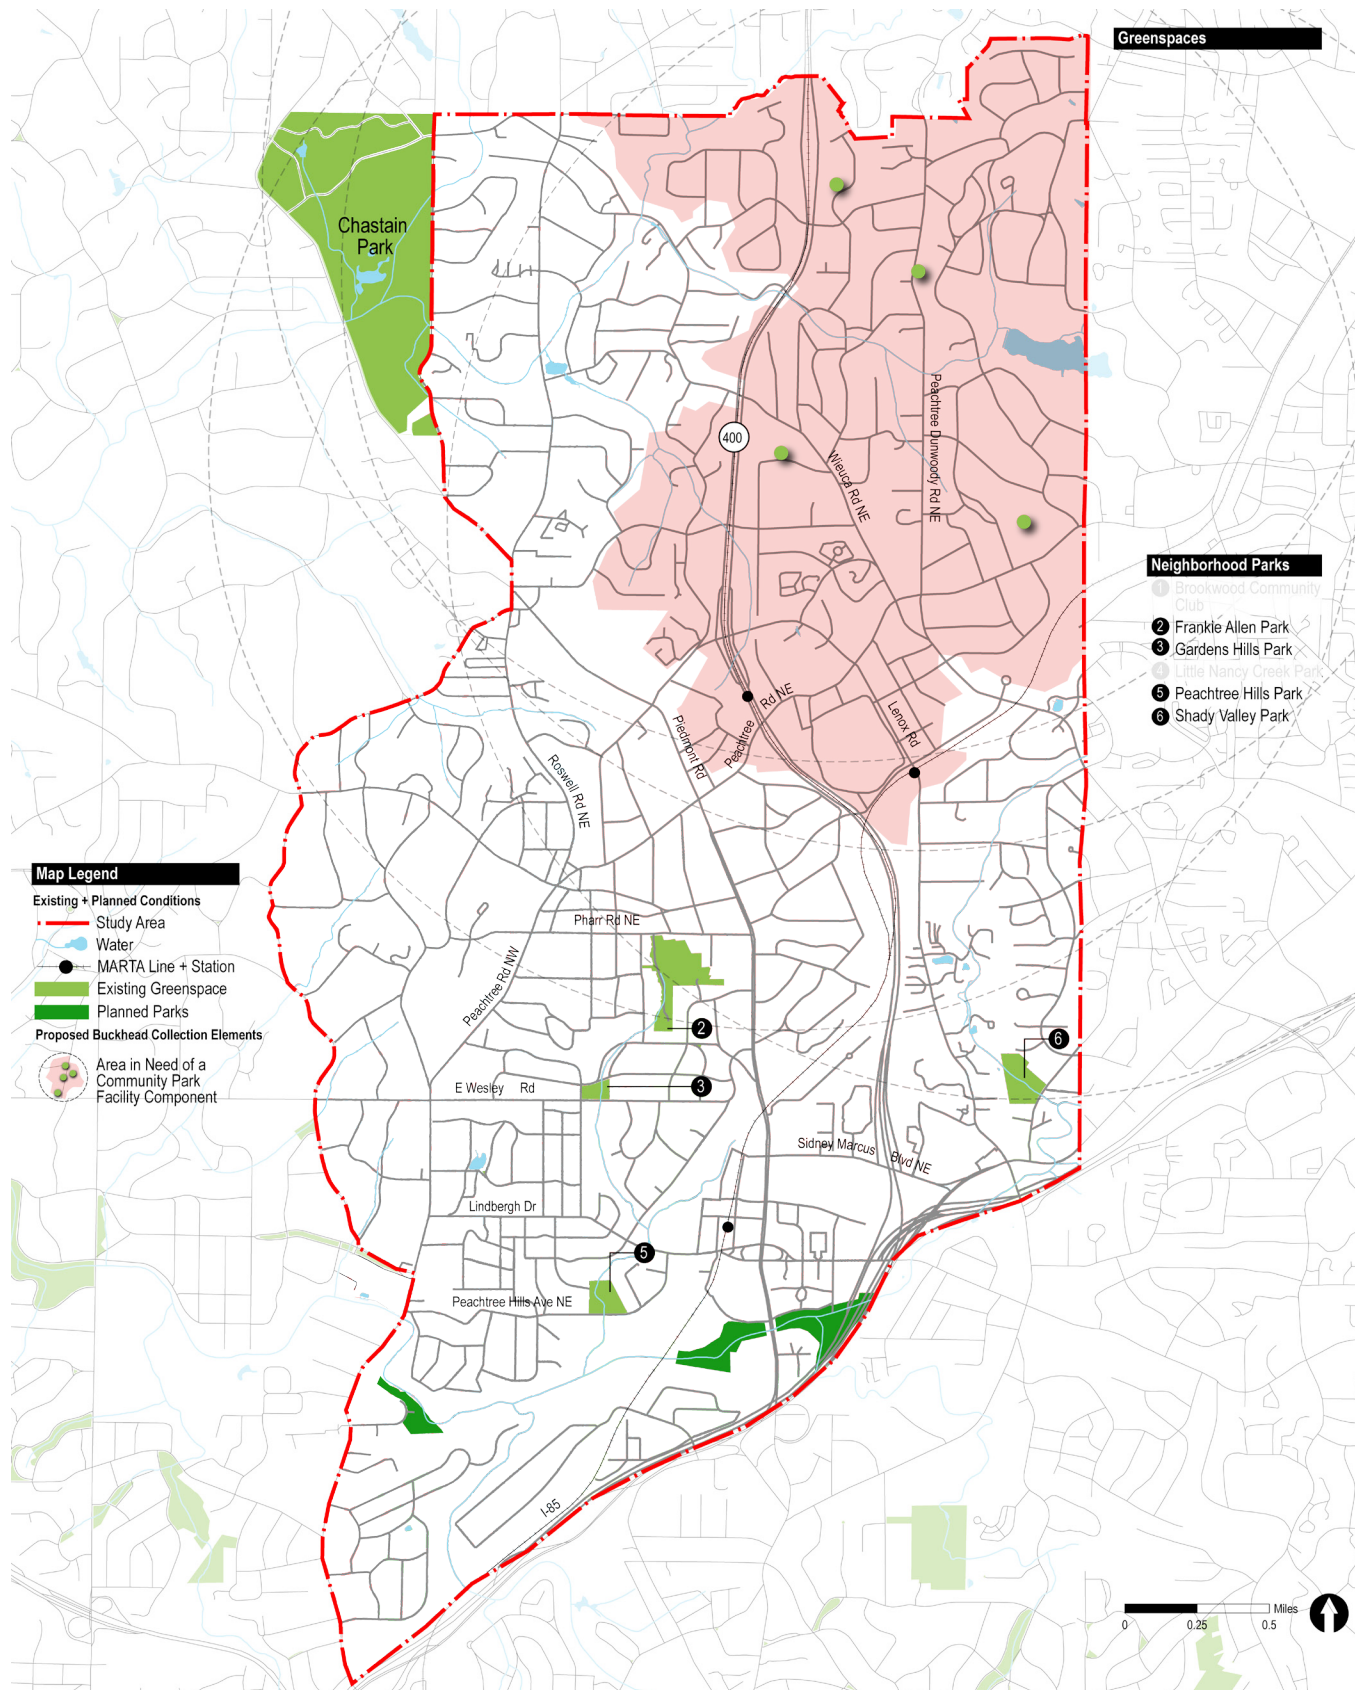 Greenspaces
Chastain
Park
400
Wieuca Rd NE
Peachtree Dunwoody Rd NE
Neighborhood Parks
1 Brookwood Community
Club
2 Frankie Allen Park
3 Gardens Hills Park
4 Little Nancy Creek Park
5 Peachtree Hills Park
6 Shady Valley Park
Peachtree Rd NE
Lenox Rd
Piedmont Rd
Roswell Rd NE
Map Legend
Existing + Planned Conditions
Study Area
Water
MARTA Line + Station
Existing Greenspace
Planned Parks
Proposed Buckhead Collection Elements
Area in Need of a
Community Park
Facility Component
Pharr Rd NE
Peachtree Rd NW
2
6
3
E Wesley Rd
Sidney Marcus Blvd NE
Lindbergh Dr
5
Peachtree Hills Ave NE
I-85
Miles
0 0.25 0.5